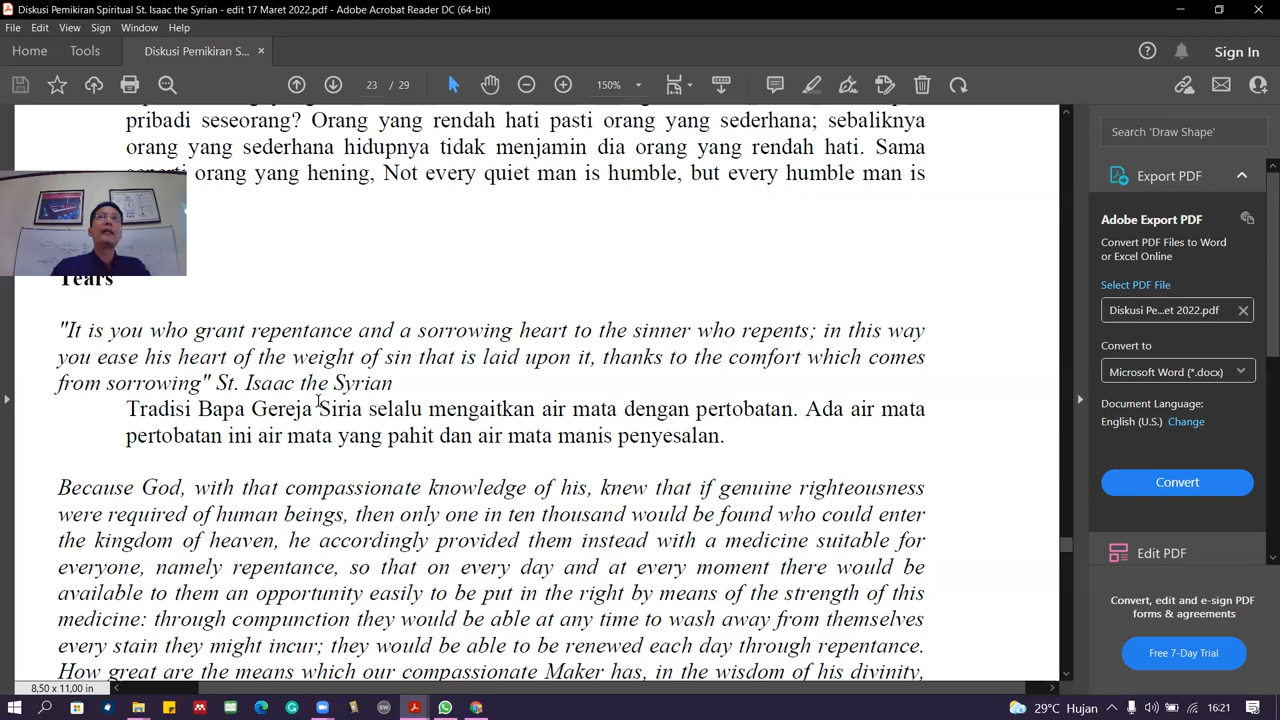 Diskusi Pemikiran Spiritual St. Isaac the Syrian - edit 17 Maret 2022.pdf - Adobe Acrobat Reader DC (64-bit)
File Edit View Sign Window Help
Home Tools Diskusi Pemikiran S... × Sign In
23 / 29 150%
pribadi seseorang? Orang yang rendah hati pasti orang yang sederhana; sebaliknya
orang yang sederhana hidupnya tidak menjamin dia orang yang rendah hati. Sama
orang yang hening, Not every quiet man is humble, but every humble man is
Tears
"It is you who grant repentance and a sorrowing heart to the sinner who repents; in this way
you ease his heart of the weight of sin that is laid upon it, thanks to the comfort which comes
from sorrowing" St. Isaac the Syrian
Tradisi Bapa Gereja Siria selalu mengaitkan air mata dengan pertobatan. Ada air mata
pertobatan ini air mata yang pahit dan air mata manis penyesalan.
Because God, with that compassionate knowledge of his, knew that if genuine righteousness
were required of human beings, then only one in ten thousand would be found who could enter
the kingdom of heaven, he accordingly provided them instead with a medicine suitable for
everyone, namely repentance, so that on every day and at every moment there would be
available to them an opportunity easily to be put in the right by means of the strength of this
medicine: through compunction they would be able at any time to wash away from themselves
every stain they might incur; they would be able to be renewed each day through repentance.
How great are the means which our compassionate Maker has, in the wisdom of his divinity,
8,50 x 11,00 in
Search 'Draw Shape'
Export PDF
Adobe Export PDF
Convert PDF Files to Word
or Excel Online
Select PDF File
Diskusi Pe...et 2022.pdf
Convert to
Microsoft Word (*.docx)
Document Language:
English (U.S.) Change
Convert
Edit PDF
Convert, edit and e-sign PDF
forms & agreements
Free 7-Day Trial
29°C Hujan 16:21